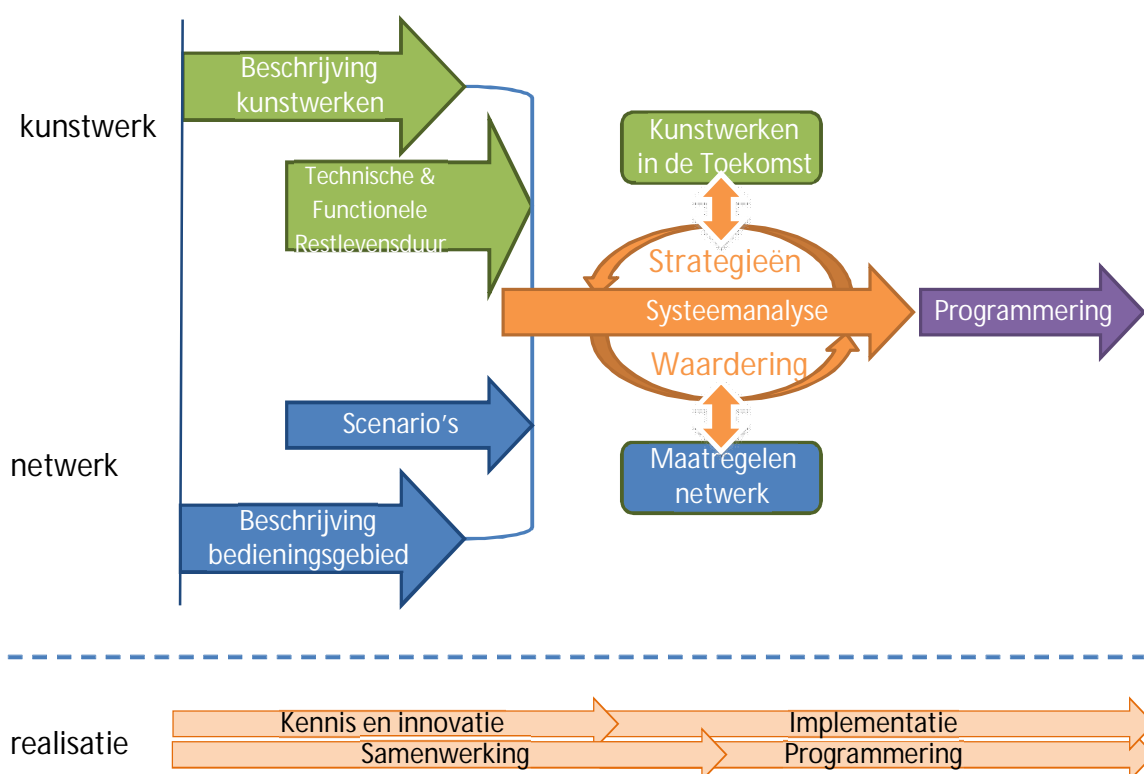 kunstwerk
Beschrijving
kunstwerken
Technische &
Functionele
Restlevensduur
Kunstwerken
in de Toekomst
Strategieën
Systeemanalyse
Waardering
Programmering
netwerk
Scenario's
Beschrijving
bedieningsgebied
Maatregelen
netwerk
realisatie
Kennis en innovatie
Implementatie
Samenwerking
Programmering